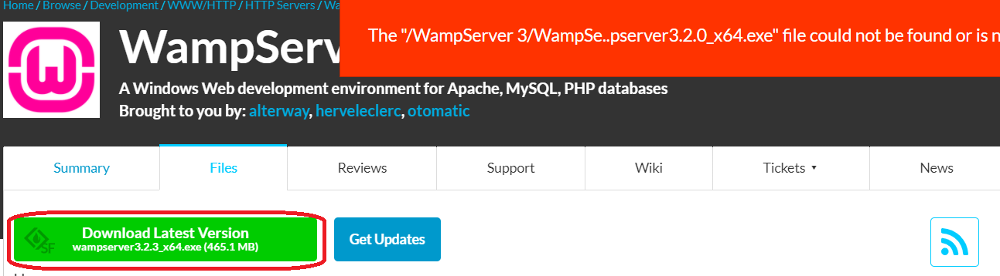 Home / Browse / Development / WWW/HTTP / HTTP Servers / Wa
The "/WampServer 3/WampSe..pserver3.2.0_x64.exe" file could not be found or is n
WampServ
A Windows Web development environment for Apache, MySQL, PHP databases
Brought to you by: alterway, herveleclerc, otomatic
Summary Files Reviews Support Wiki Tickets News
Download Latest Version
wampserver3.2.3_x64.exe (465.1 MB)
SF
Get Updates